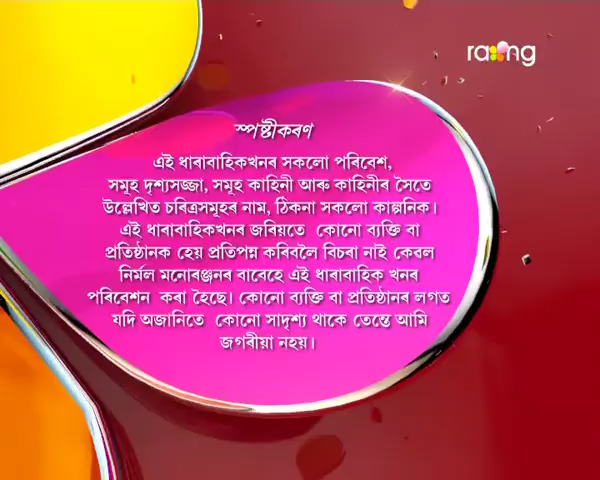 rang
স্পষ্টীকৰণ
এই ধাৰাবাহিকখনৰ সকলো পৰিবেশ,
সমূহ দৃশ্যসজ্জা, সমূহ কাহিনী আৰু কাহিনীৰ সৈতে
উল্লেখিত চৰিত্ৰসমূহৰ নাম, ঠিকনা সকলো কাল্পনিক।
এই ধাৰাবাহিকখনৰ জৰিয়তে কোনো ব্যক্তি বা
প্ৰতিষ্ঠানক হেয় প্ৰতিপন্ন কৰিবলৈ বিচৰা নাই কেৱল
নিৰ্মল মনোৰঞ্জনৰ বাবেহে এই ধাৰাবাহিক খনৰ
পৰিবেশন কৰা হৈছে। কোনো ব্যক্তি বা প্ৰতিষ্ঠানৰ লগত
যদি অজানিতে কোনো সাদৃশ্য থাকে তেন্তে আমি
জগৰীয়া নহয়।